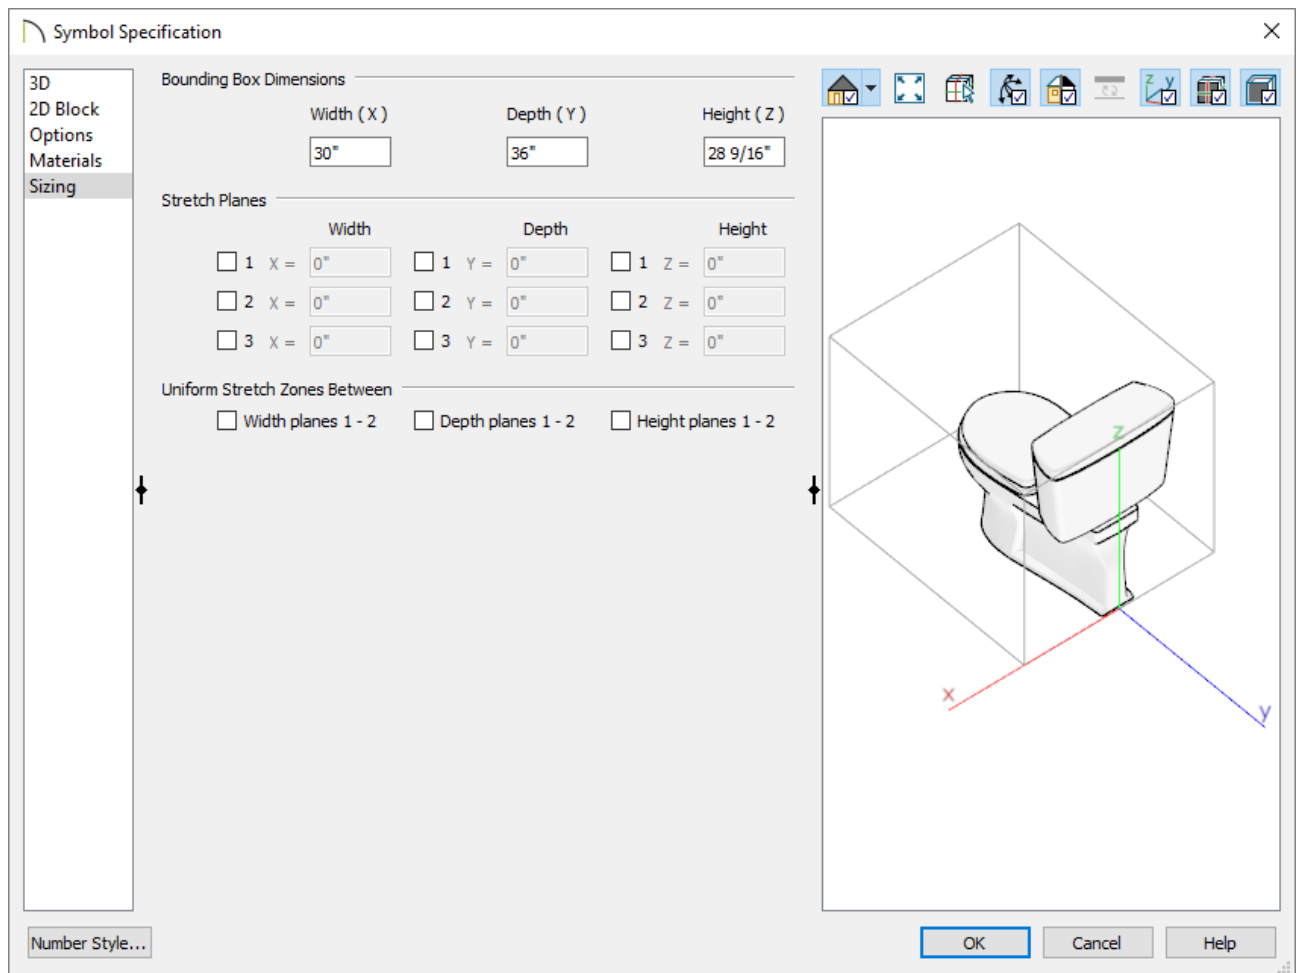 Symbol Specification
3D
2D Block
Options
Materials
Sizing
Bounding Box Dimensions
Width ( X ) Depth ( Y ) Height ( Z )
30" 36" 28 9/16"
Stretch Planes
Width Depth Height
1 X = 0" 1 Y = 0" 1 Z = 0"
2 X = 0" 2 Y = 0" 2 Z = 0"
3 X = 0" 3 Y = 0" 3 Z = 0"
Uniform Stretch Zones Between
Width planes 1 - 2 Depth planes 1 - 2 Height planes 1 - 2
z y
z
x
y
Number Style... OK Cancel Help